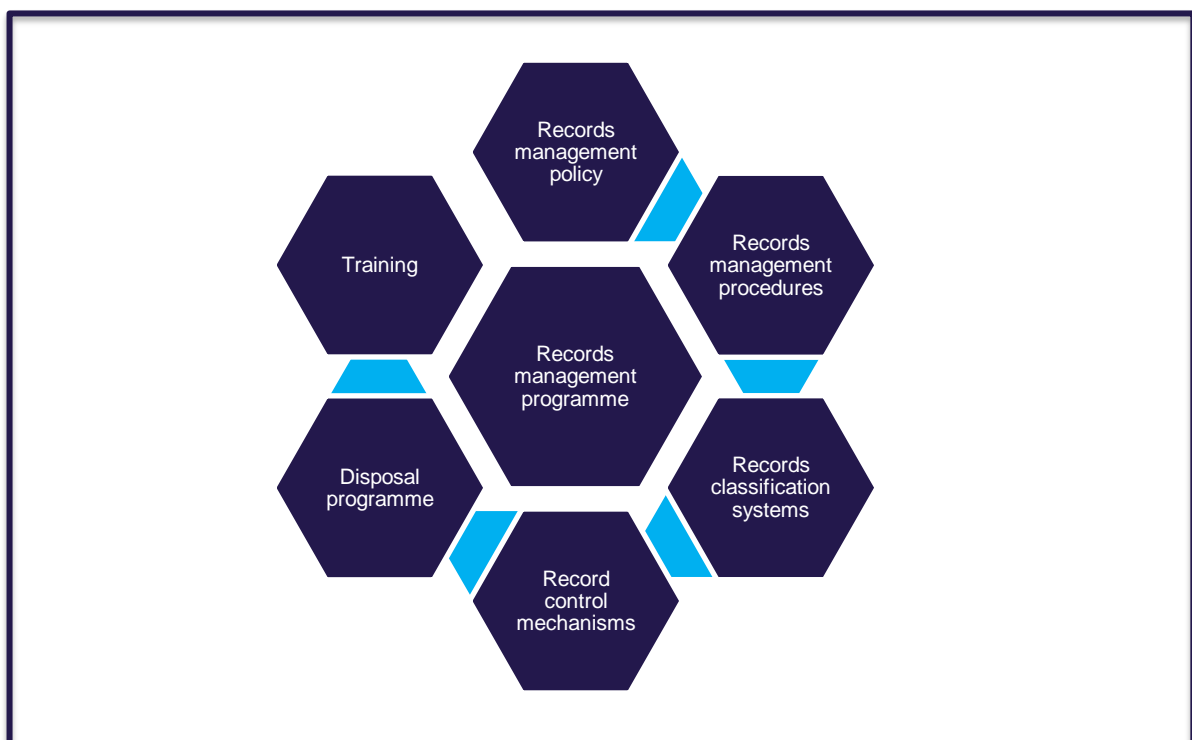 Records
management
policy
Records
management
procedures
Training
Records
management
programme
Records
classification
systems
Disposal
programme
Record
control
mechanisms